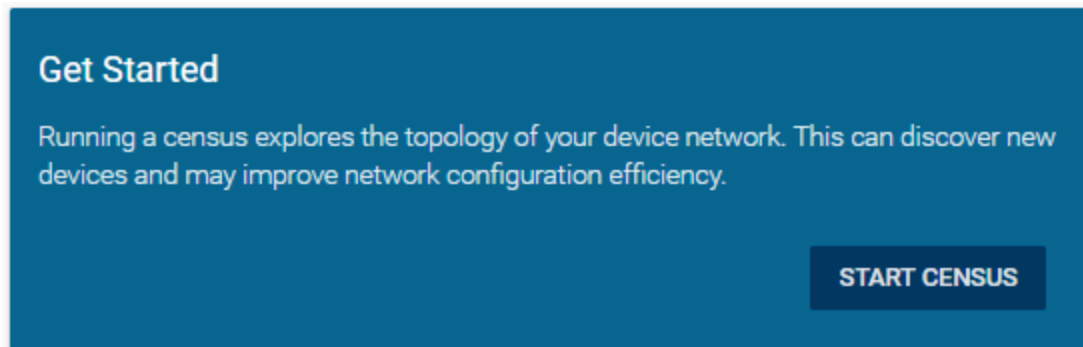 Get Started
Running a census explores the topology of your device network. This can discover new
devices and may improve network configuration efficiency.
START CENSUS